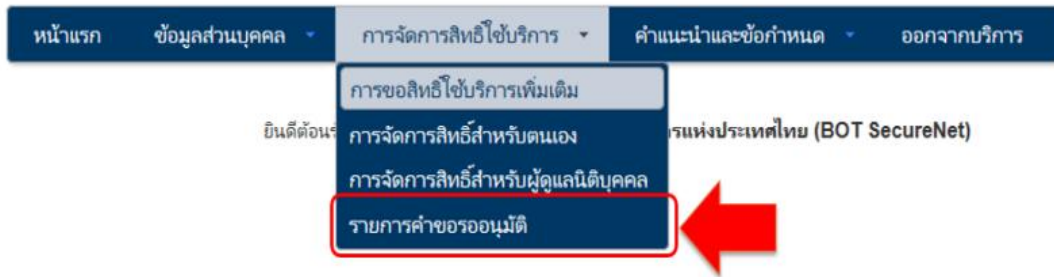 หน้าแรก ข้อมูลส่วนบุคคล การจัดการสิทธิ์ใช้บริการ คำแนะนำและข้อกำหนด ออกจากบริการ
การขอสิทธิ์ใช้บริการเพิ่มเติม
ยินดีต้อนร การจัดการสิทธิ์สำหรับตนเอง รแห่งประเทศไทย (BOT SecureNet)
การจัดการสิทธิ์สำหรับผู้ดูแลนิติบุคคล
รายการคำขอรออนุมัติ